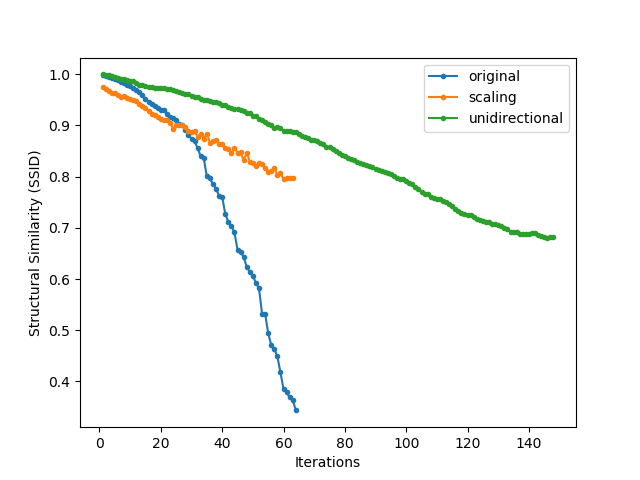 original
scaling
unidirectional
1.0
0.9
0.8
0.7
0.6
0.5
0.4
Structural Similarity (SSID)
0 20 40 60 80 100 120 140
Iterations